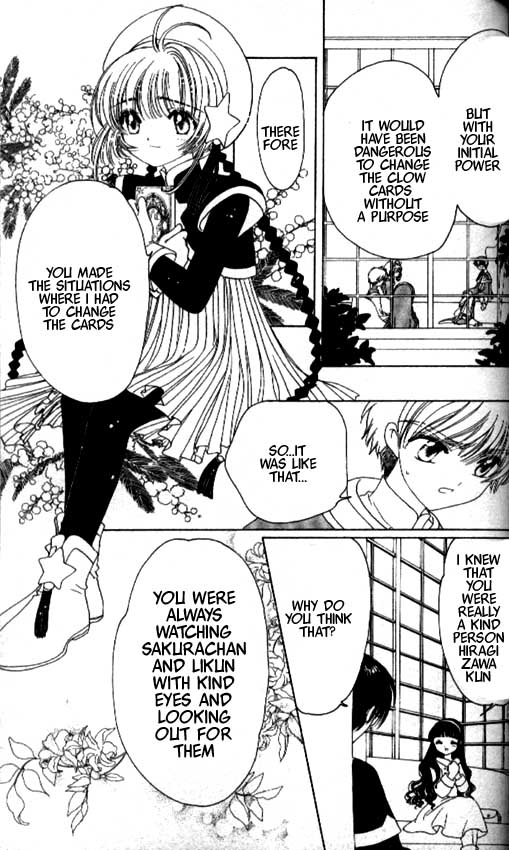 BUT
WITH
YOUR
INITIAL
POWER
IT WOULD
HAVE BEEN
DANGEROUS
TO CHANGE
THE CLOW
CARDS
WITHOUT
A PURPOSE
THERE
FORE
YOU MADE
THE SITUATIONS
WHERE I HAD
TO CHANGE
THE CARDS
SO..IT
WAS LIKE
THAT...
I KNEW
THAT
YOU
WERE
REALLY
A KIND
PERSON
HIRAGI
ZAWA
KUN
WHY DO
YOU THINK
THAT?
YOU WERE
ALWAYS
WATCHING
SAKURACHAN
AND LIKUN
WITH KIND
EYES AND
LOOKING
OUT FOR
THEM